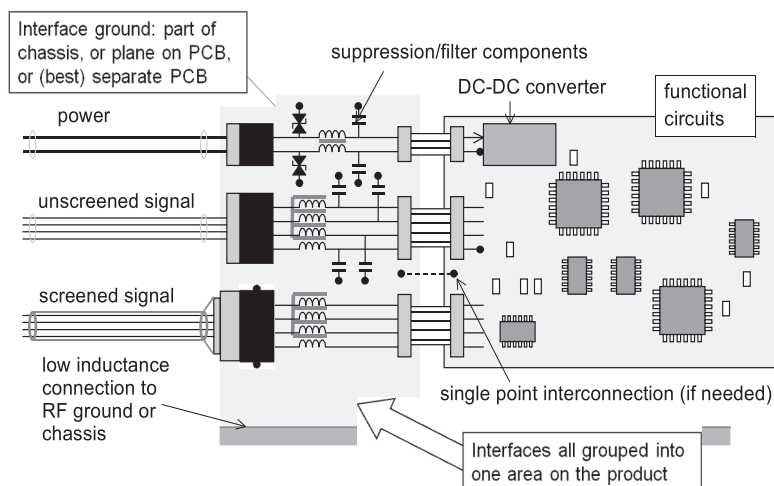 Interface ground: part of
chassis, or plane on PCB,
or (best) separate PCB
suppression/filter components
DC-DC converter
functional
circuits
power
unscreened signal
screened signal
low inductance
connection to
RF ground or
chassis
single point interconnection (if needed)
Interfaces all grouped into
one area on the product